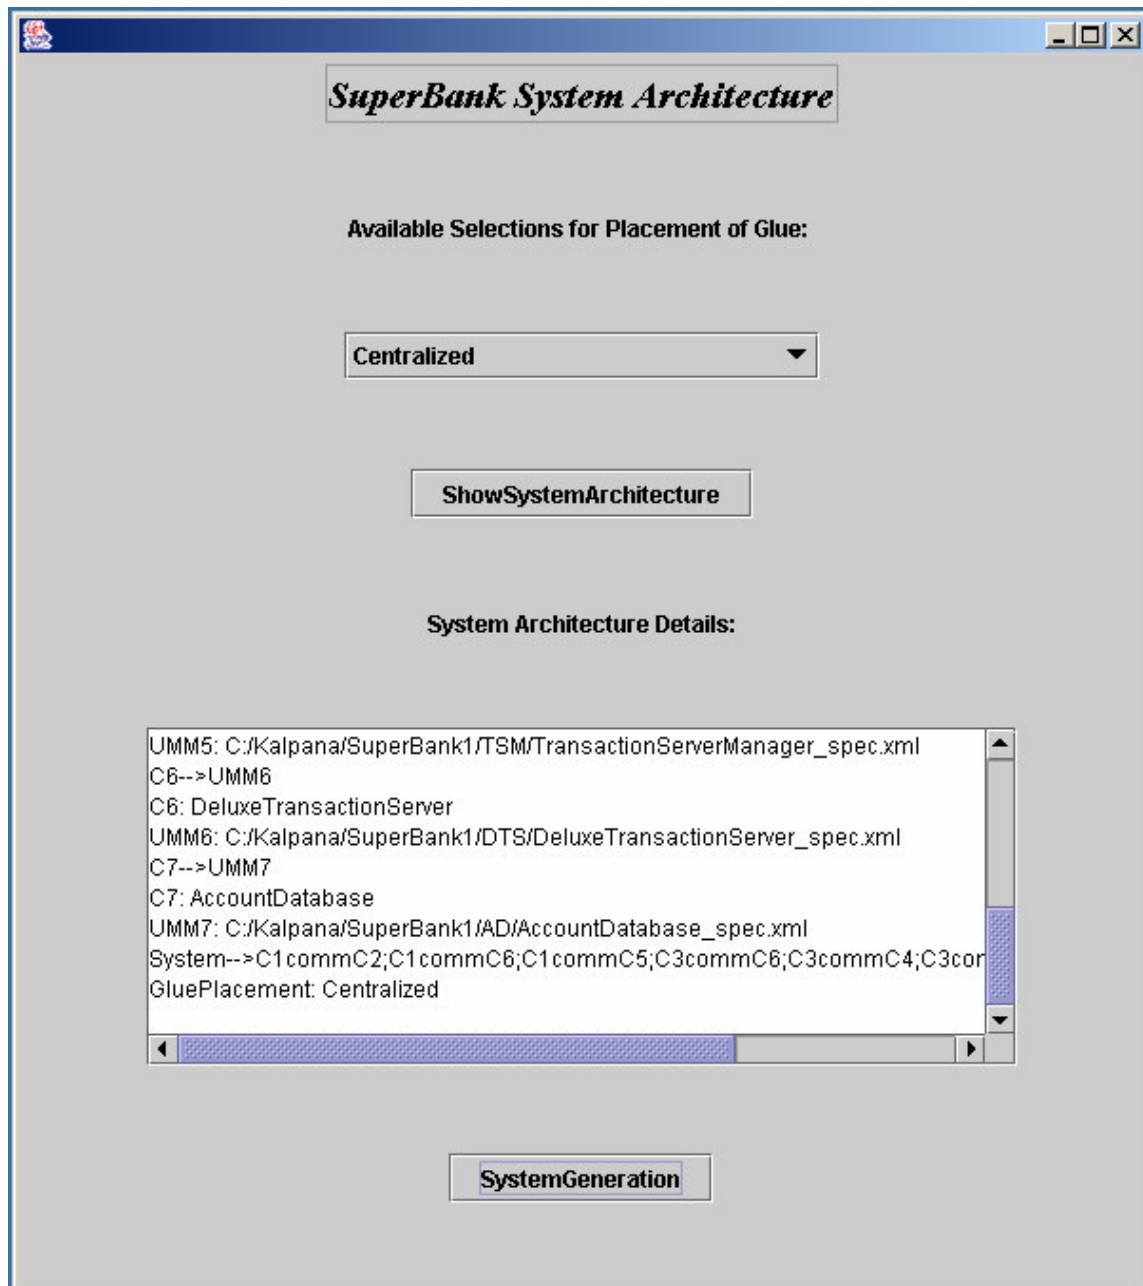 SuperBank System Architecture
Available Selections for Placement of Glue:
Centralized
ShowSystemArchitecture
System Architecture Details:
UMM5: C:/Kalpana/SuperBank1/TSM/TransactionServerManager_spec.xml
C6-->UMM6
C6: DeluxeTransactionServer
UMM6: C:/Kalpana/SuperBank1/DTS/DeluxeTransactionServer_spec.xml
C7-->UMM7
C7: AccountDatabase
UMM7: C:/Kalpana/SuperBank1/AD/AccountDatabase_spec.xml
System-->C1commC2;C1commC6;C1commC5;C3commC6;C3commC4;C3cor
GluePlacement: Centralized
SystemGeneration